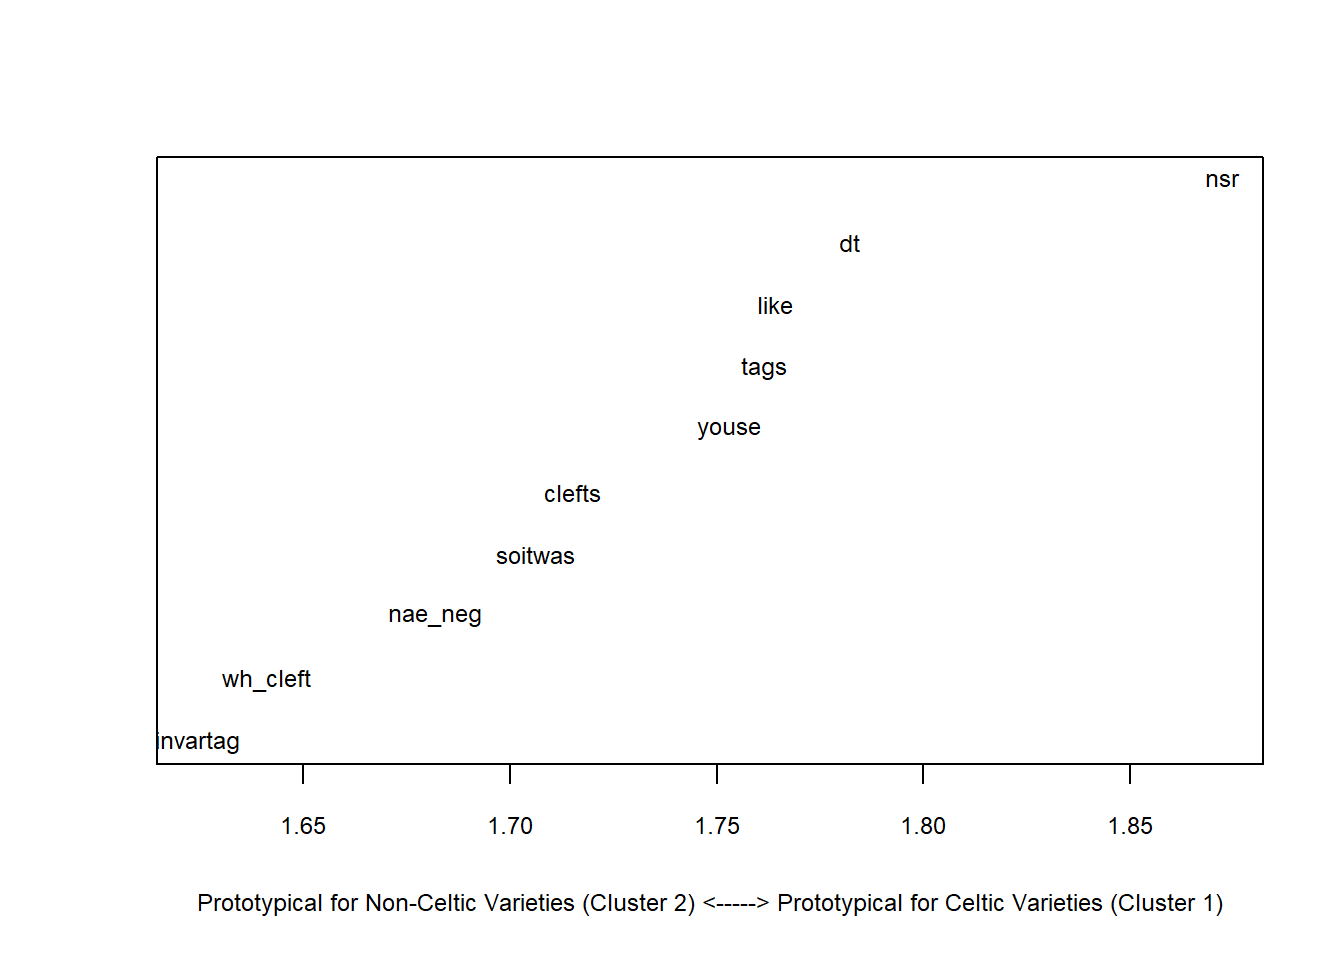 nsr
dt
like
tags
youse
clefts
soitwas
nae_neg
wh_cleft
invartag
1.65 1.70 1.75 1.80 1.85
Prototypical for Non-Celtic Varieties (Cluster 2) <-----> Prototypical for Celtic Varieties (Cluster 1)